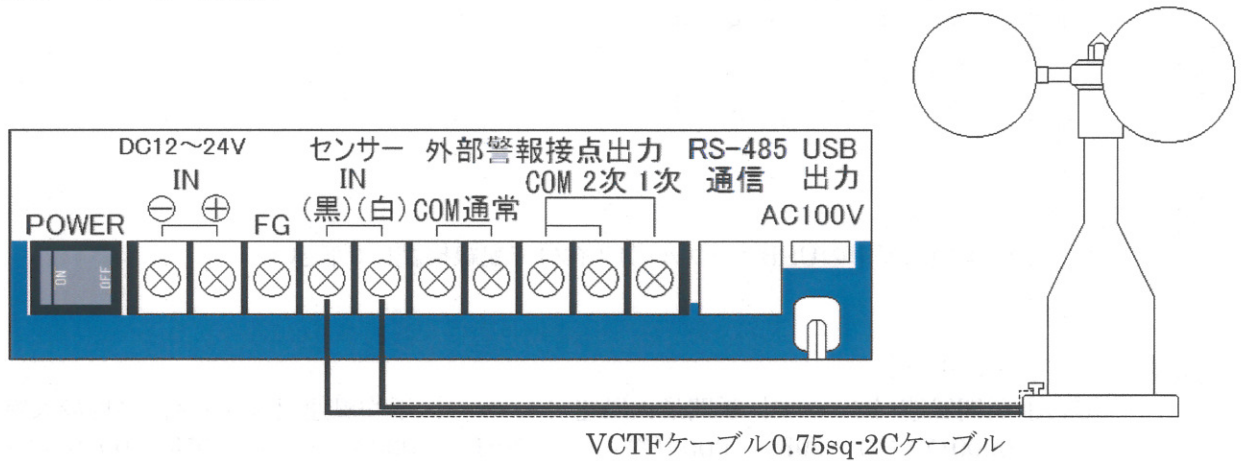 DC12～24V センサー 外部警報接点出力 RS-485 USB
IN IN COM 2次 1次 通信 出力
⊖ ⊕ (黒)(白) COM通常
POWER FG AC100V
ON OFF
VCTFケーブル0.75sq-2Cケーブル